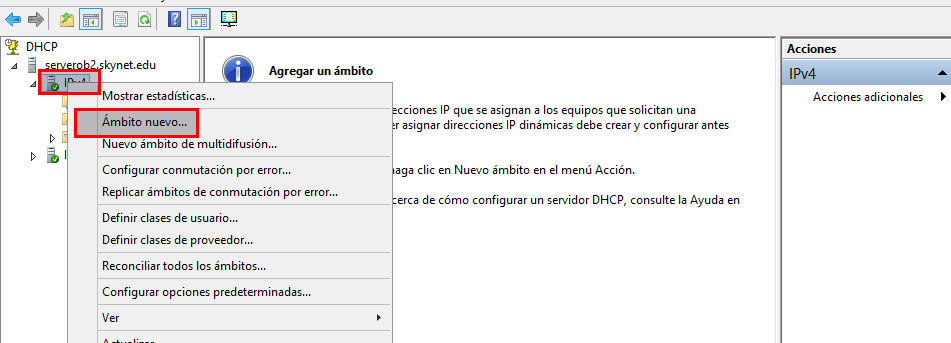 DHCP
serverob2.skynet.edu
IPv4
Mostrar estadísticas...
Ámbito nuevo...
Nuevo ámbito de multidifusión...
Configurar conmutación por error...
Replicar ámbitos de conmutación por error...
Definir clases de usuario...
Definir clases de proveedor...
Reconciliar todos los ámbitos...
Configurar opciones predeterminadas...
Ver
Agregar un ámbito
recciones IP que se asignan a los equipos que solicitan una
er asignar direcciones IP dinámicas debe crear y configurar antes
haga clic en Nuevo ámbito en el menú Acción.
cerca de cómo configurar un servidor DHCP, consulte la Ayuda en
Acciones
IPv4
Acciones adicionales